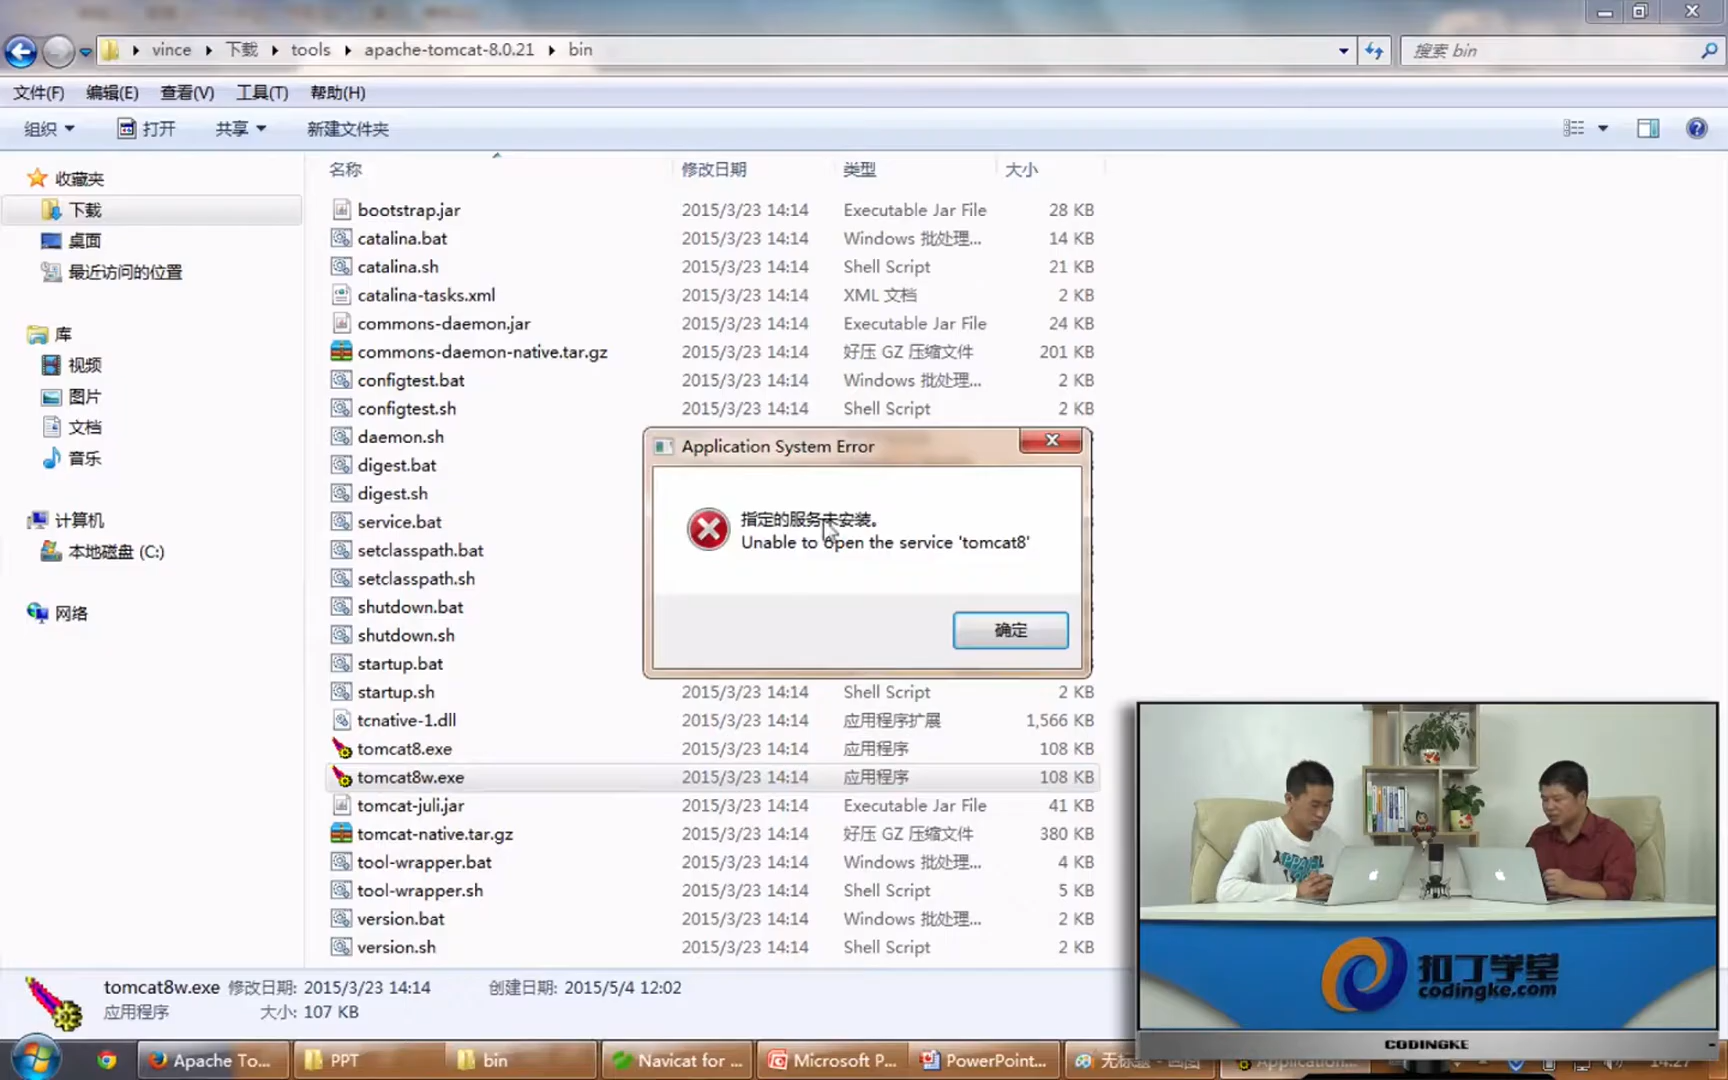 vince 下载 tools apache-tomcat-8.0.21 bin
搜索 bin
文件(F) 编辑(E) 查看(V) 工具(T) 帮助(H)
组织 打开 共享 新建文件夹
收藏夹
下载
桌面
最近访问的位置
库
视频
图片
文档
音乐
计算机
本地磁盘 (C:)
网络
名称 修改日期 类型 大小
bootstrap.jar 2015/3/23 14:14 Executable Jar File 28 KB
catalina.bat 2015/3/23 14:14 Windows 批处理... 14 KB
catalina.sh 2015/3/23 14:14 Shell Script 21 KB
catalina-tasks.xml 2015/3/23 14:14 XML 文档 2 KB
commons-daemon.jar 2015/3/23 14:14 Executable Jar File 24 KB
commons-daemon-native.tar.gz 2015/3/23 14:14 好压 GZ 压缩文件 201 KB
configtest.bat 2015/3/23 14:14 Windows 批处理... 2 KB
configtest.sh 2015/3/23 14:14 Shell Script 2 KB
daemon.sh
digest.bat
digest.sh
service.bat
setclasspath.bat
setclasspath.sh
shutdown.bat
shutdown.sh
startup.bat
startup.sh 2015/3/23 14:14 Shell Script 2 KB
tcnative-1.dll 2015/3/23 14:14 应用程序扩展 1,566 KB
tomcat8.exe 2015/3/23 14:14 应用程序 108 KB
tomcat8w.exe 2015/3/23 14:14 应用程序 108 KB
tomcat-juli.jar 2015/3/23 14:14 Executable Jar File 41 KB
tomcat-native.tar.gz 2015/3/23 14:14 好压 GZ 压缩文件 380 KB
tool-wrapper.bat 2015/3/23 14:14 Windows 批处理... 4 KB
tool-wrapper.sh 2015/3/23 14:14 Shell Script 5 KB
version.bat 2015/3/23 14:14 Windows 批处理... 2 KB
version.sh 2015/3/23 14:14 Shell Script 2 KB
Application System Error
指定的服务未安装。
Unable to open the service 'tomcat8'
确定
tomcat8w.exe 修改日期: 2015/3/23 14:14 创建日期: 2015/5/4 12:02
应用程序 大小: 107 KB
扣丁学堂
codingke.com
CODINGKE
Apache To... PPT bin Navicat for ... Microsoft P... PowerPoint...